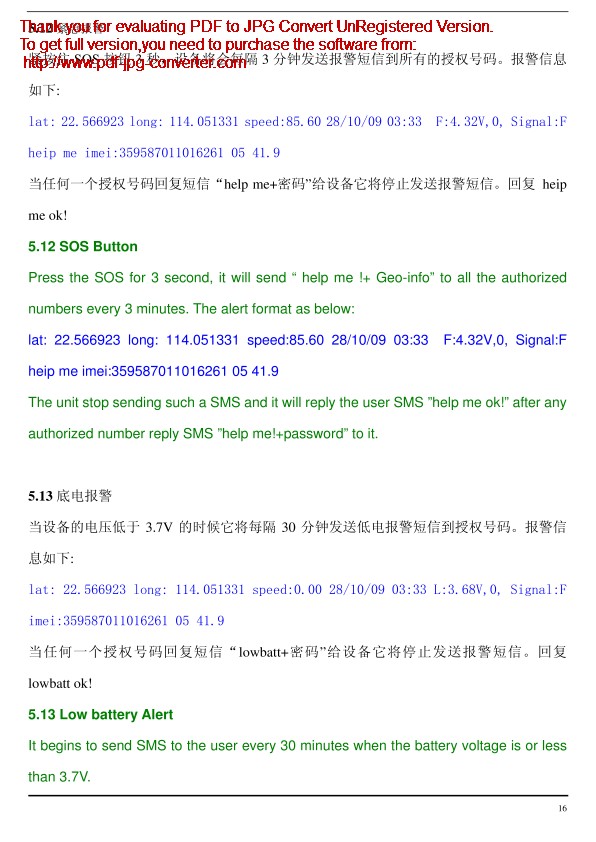 Thank you for evaluating PDF to JPG Convert UnRegistered Version.
To get full version,you need to purchase the software from:
http://www.pdf-jpg-converter.com
5.12
SOS 3 分钟发送报警短信到所有的授权号码。报警信息
如下:
lat: 22.566923 long: 114.051331 speed:85.60 28/10/09 03:33 F:4.32V,0, Signal:F
heip me imei:359587011016261 05 41.9
当任何一个授权号码回复短信“help me+密码”给设备它将停止发送报警短信。回复 heip
me ok!
5.12 SOS Button
Press the SOS for 3 second, it will send “ help me !+ Geo-info” to all the authorized
numbers every 3 minutes. The alert format as below:
lat: 22.566923 long: 114.051331 speed:85.60 28/10/09 03:33 F:4.32V,0, Signal:F
heip me imei:359587011016261 05 41.9
The unit stop sending such a SMS and it will reply the user SMS ”help me ok!” after any
authorized number reply SMS ”help me!+password” to it.
5.13 底电报警
当设备的电压低于 3.7V 的时候它将每隔 30 分钟发送低电报警短信到授权号码。报警信
息如下:
lat: 22.566923 long: 114.051331 speed:0.00 28/10/09 03:33 L:3.68V,0, Signal:F
imei:359587011016261 05 41.9
当任何一个授权号码回复短信“lowbatt+密码”给设备它将停止发送报警短信。回复
lowbatt ok!
5.13 Low battery Alert
It begins to send SMS to the user every 30 minutes when the battery voltage is or less
than 3.7V.
16